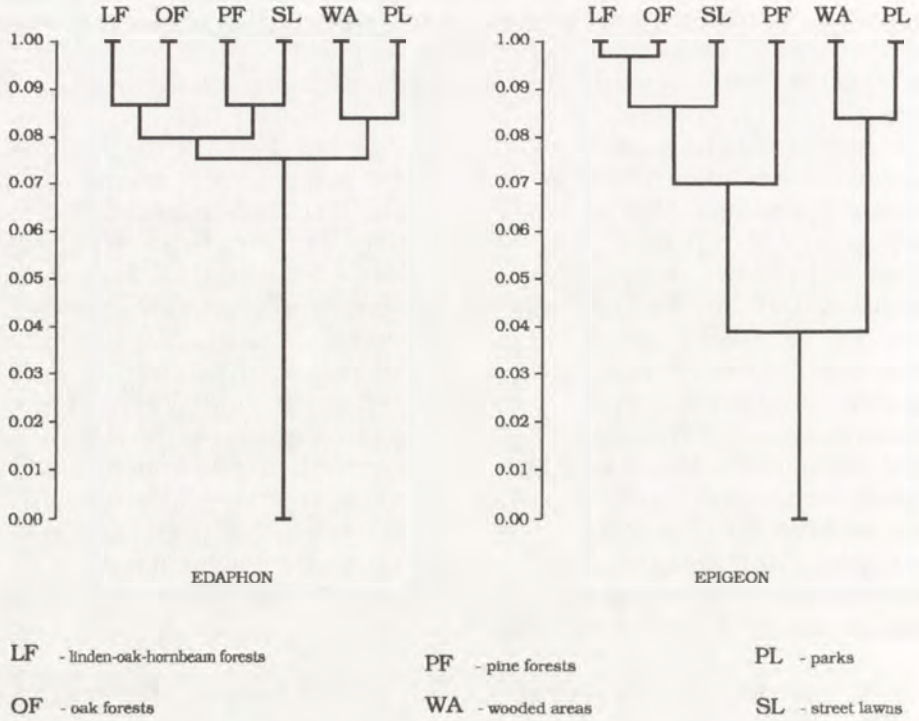 LF OF PF SL WA PL
1.00
0.09
0.08
0.07
0.06
0.05
0.04
0.03
0.02
0.01
0.00
EDAPHON
LF OF SL PF WA PL
1.00
0.09
0.08
0.07
0.06
0.05
0.04
0.03
0.02
0.01
0.00
EPIGEON
LF - linden-oak-hornbeam forests
PF - pine forests
PL - parks
OF - oak forests
WA - wooded areas
SL - street lawns